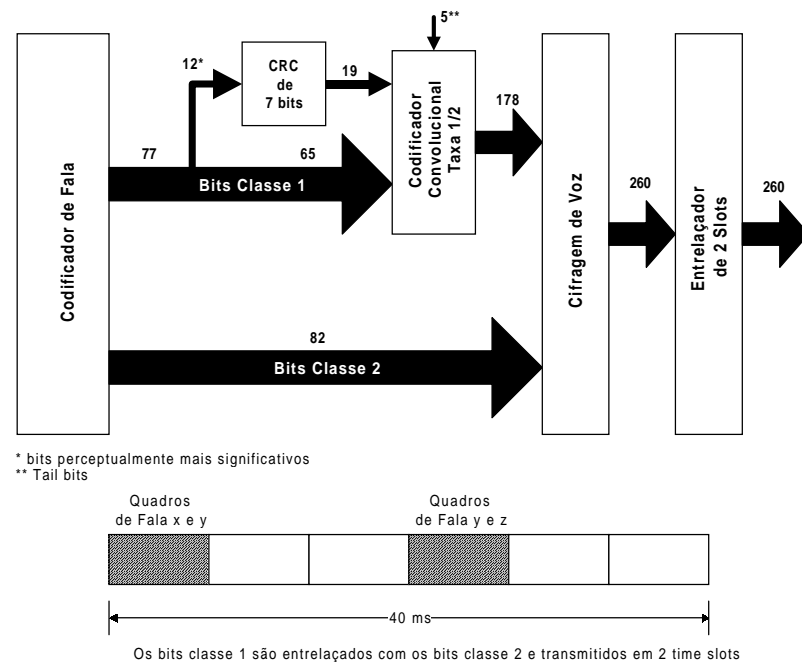 5**
12*
CRC
de
7 bits
19
Codificador
Convolucional
Taxa 1/2
178
77
65
Bits Classe 1
Codificador de Fala
Cifragem de Voz
260
Entrelaçador
de 2 Slots
260
82
Bits Classe 2
* bits perceptualmente mais significativos
** Tail bits
Quadros
de Fala x e y
Quadros
de Fala y e z
40 ms
Os bits classe 1 são entrelaçados com os bits classe 2 e transmitidos em 2 time slots